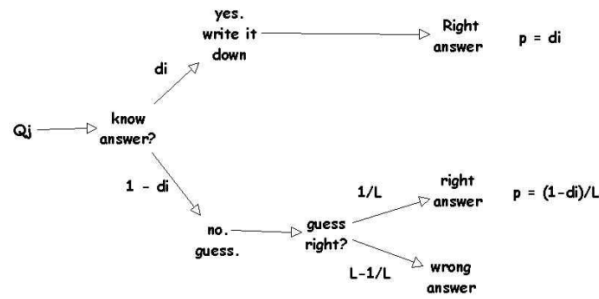 yes.
write it
down
Right
answer
p = di
di
Qj
know
answer?
1 - di
no.
guess.
guess
right?
1/L
right
answer
p = (1-di)/L
L-1/L
wrong
answer